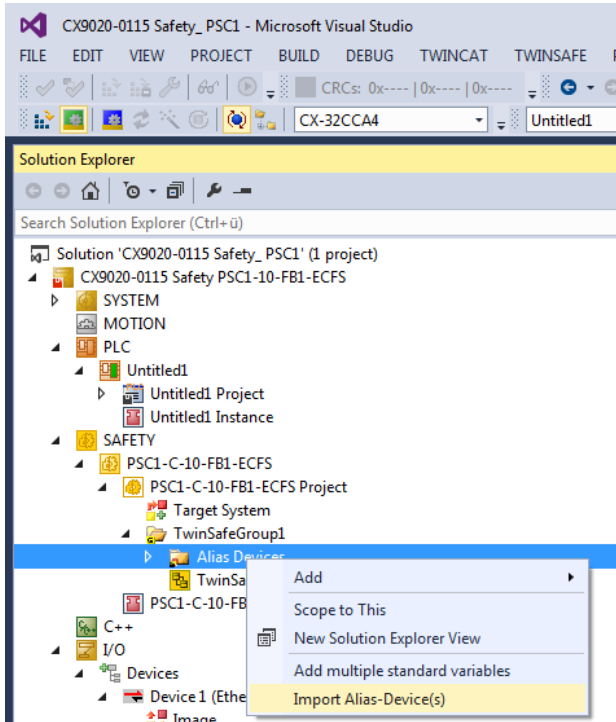 CX9020-0115 Safety_ PSC1 - Microsoft Visual Studio
FILE EDIT VIEW PROJECT BUILD DEBUG TWINCAT TWINSAFE
CRCs: 0x---- | 0x---- | 0x----
CX-32CCA4 Untitled1
Solution Explorer
Search Solution Explorer (Ctrl+ü)
Solution 'CX9020-0115 Safety_ PSC1' (1 project)
CX9020-0115 Safety PSC1-10-FB1-ECFS
SYSTEM
MOTION
PLC
Untitled1
Untitled1 Project
Untitled1 Instance
SAFETY
PSC1-C-10-FB1-ECFS
PSC1-C-10-FB1-ECFS Project
Target System
TwinSafeGroup1
Alias Devices
TwinSa
Add
PSC1-C-10-FB
Scope to This
C++
New Solution Explorer View
I/O
Devices
Add multiple standard variables
Device 1 (Ethe
Import Alias-Device(s)
Image